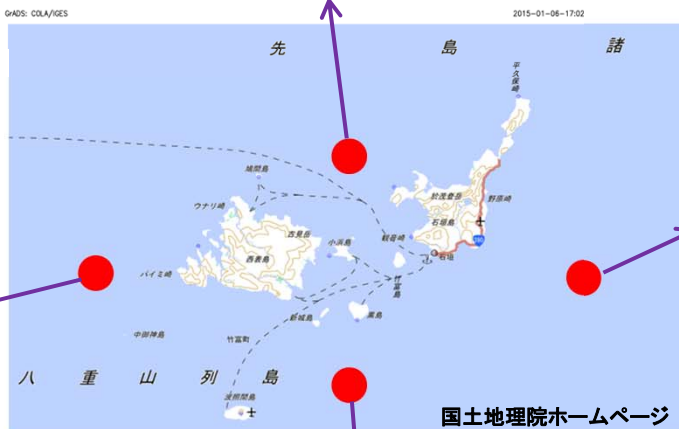 GrADS: COLA/IGES
2015-01-06-17:02
先島諸
平久保崎
鳩間島
ウナリ崎
於茂登岳
野原崎
石垣島
古見岳
小浜島
観音崎
西表島
石垣
パイミ崎
竹富島
新城島
黒島
中御神島
竹富町
八重山列島
波照間島
国土地理院ホームページ